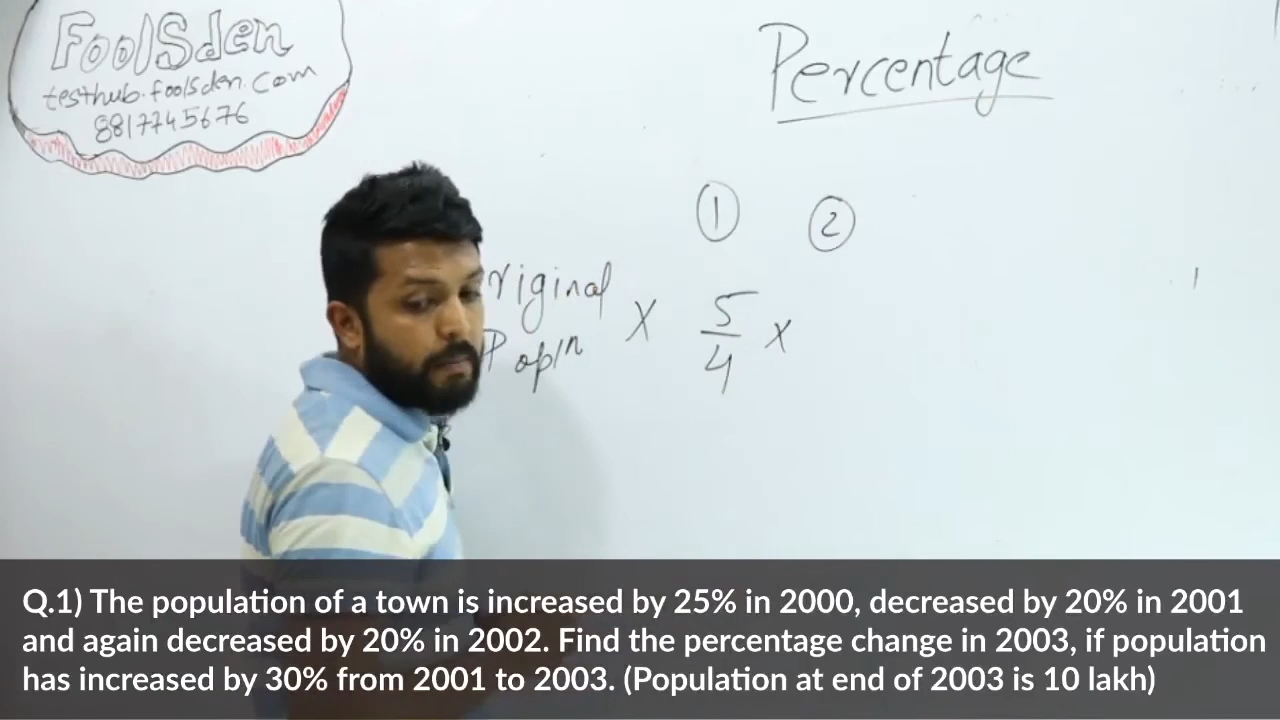 FoolSden
testhub.foolsden.com
8817745676
Percentage
1 2
riginal
Popln
x 5/4 x
Q.1) The population of a town is increased by 25% in 2000, decreased by 20% in 2001
and again decreased by 20% in 2002. Find the percentage change in 2003, if population
has increased by 30% from 2001 to 2003. (Population at end of 2003 is 10 lakh)